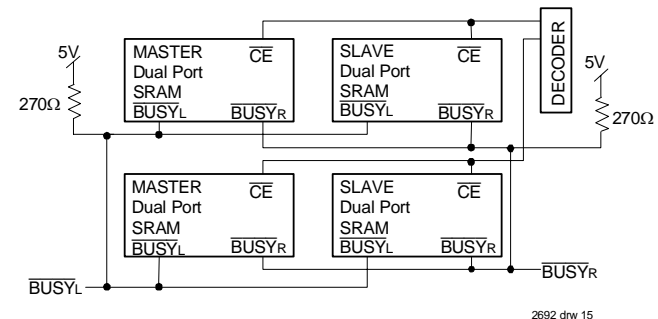 5V
270Ω
MASTER CE
Dual Port
SRAM
BUSYL BUSYR
SLAVE CE
Dual Port
SRAM
BUSYL BUSYR
DECODER
5V
270Ω
MASTER CE
Dual Port
SRAM
BUSYL BUSYR
SLAVE CE
Dual Port
SRAM
BUSYL BUSYR
BUSYL
BUSYR
2692 drw 15